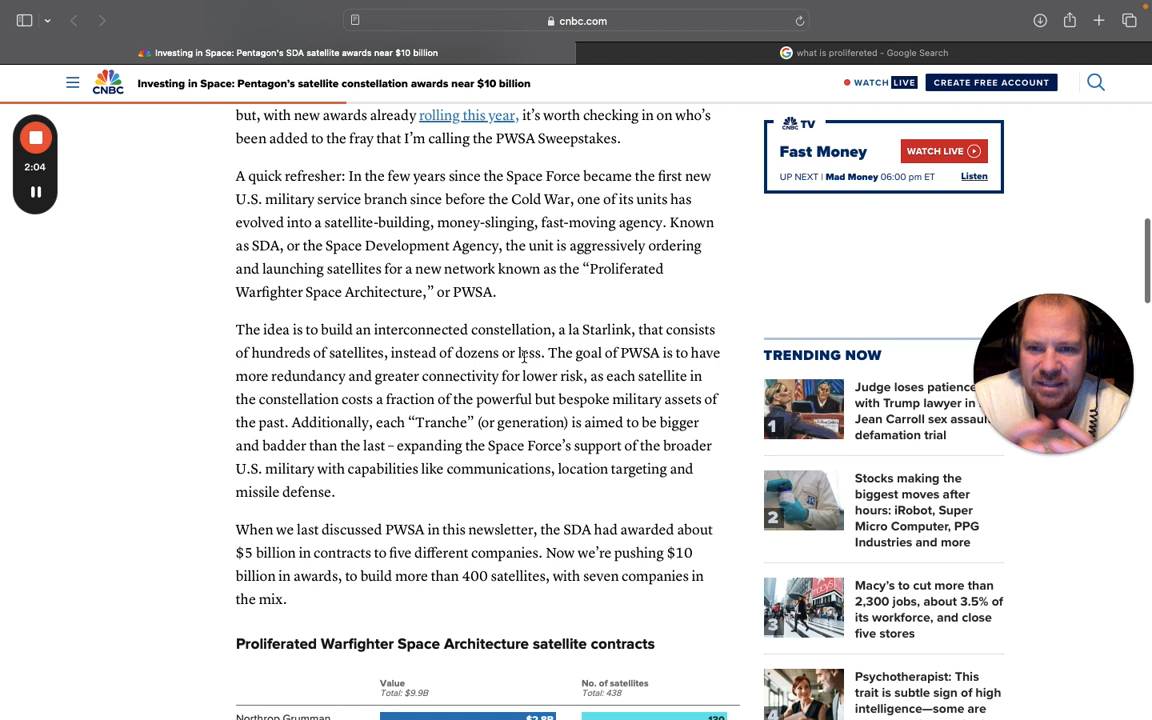 cnbc.com
Investing in Space: Pentagon's SDA satellite awards near $10 billion
what is prolifereted - Google Search
CNBC
Investing in Space: Pentagon's satellite constellation awards near $10 billion
WATCH LIVE
CREATE FREE ACCOUNT
2:04
but, with new awards already rolling this year, it's worth checking in on who's
been added to the fray that I'm calling the PWSA Sweepstakes.
A quick refresher: In the few years since the Space Force became the first new
U.S. military service branch since before the Cold War, one of its units has
evolved into a satellite-building, money-slinging, fast-moving agency. Known
as SDA, or the Space Development Agency, the unit is aggressively ordering
and launching satellites for a new network known as the “Proliferated
Warfighter Space Architecture,” or PWSA.
The idea is to build an interconnected constellation, a la Starlink, that consists
of hundreds of satellites, instead of dozens or less. The goal of PWSA is to have
more redundancy and greater connectivity for lower risk, as each satellite in
the constellation costs a fraction of the powerful but bespoke military assets of
the past. Additionally, each “Tranche” (or generation) is aimed to be bigger
and badder than the last – expanding the Space Force's support of the broader
U.S. military with capabilities like communications, location targeting and
missile defense.
When we last discussed PWSA in this newsletter, the SDA had awarded about
$5 billion in contracts to five different companies. Now we're pushing $10
billion in awards, to build more than 400 satellites, with seven companies in
the mix.
Proliferated Warfighter Space Architecture satellite contracts
Value
Total: $9.9B
No. of satellites
Total: 438
Northrop Grumman
$2.8B
130
CNBC TV
Fast Money
WATCH LIVE
UP NEXT | Mad Money 06:00 pm ET
Listen
TRENDING NOW
1
Judge loses patience
with Trump lawyer in
Jean Carroll sex
defamation trial
2
Stocks making the
biggest moves after
hours: iRobot, Super
Micro Computer, PPG
Industries and more
3
Macy's to cut more than
2,300 jobs, about 3.5% of
its workforce, and close
five stores
Psychotherapist: This
trait is subtle sign of high
intelligence—some are